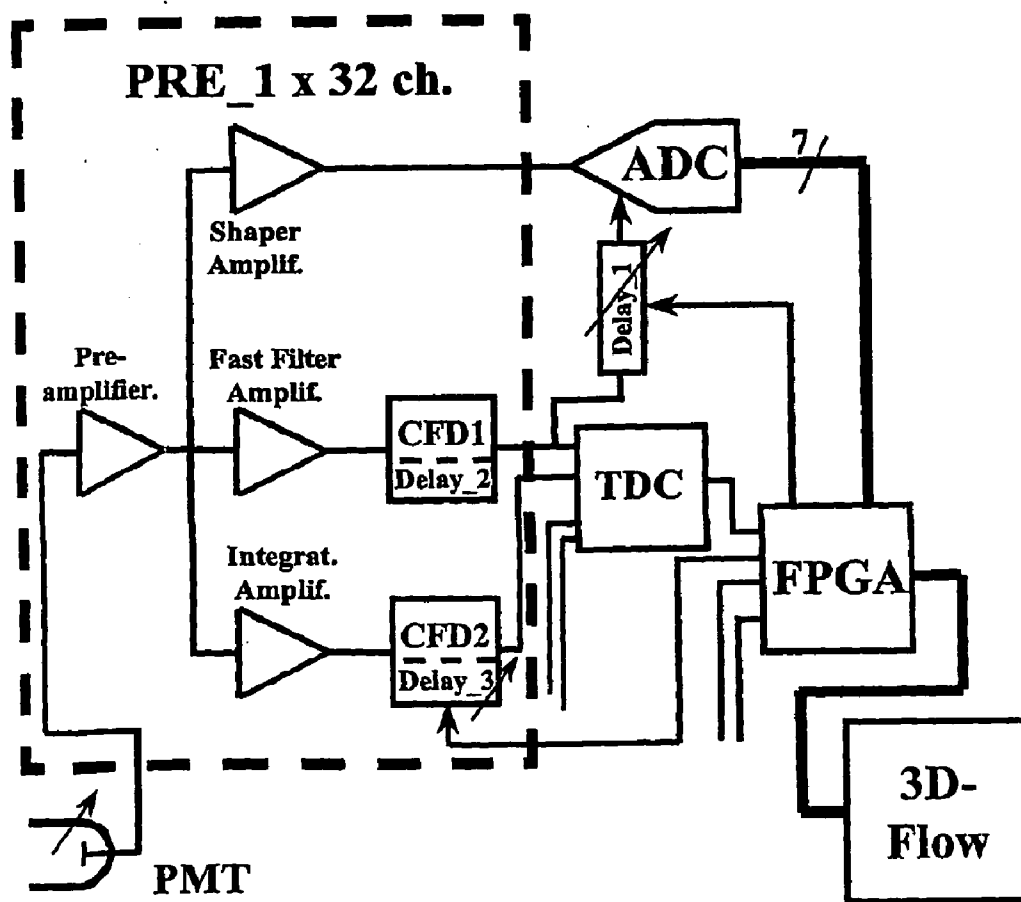 PRE_1 x 32 ch.
7
ADC
Shaper
Amplif.
Delay_1
Pre-
amplifier.
Fast Filter
Amplif.
CFD1
Delay_2
TDC
Integrat.
Amplif.
FPGA
CFD2
Delay_3
3D-
Flow
PMT